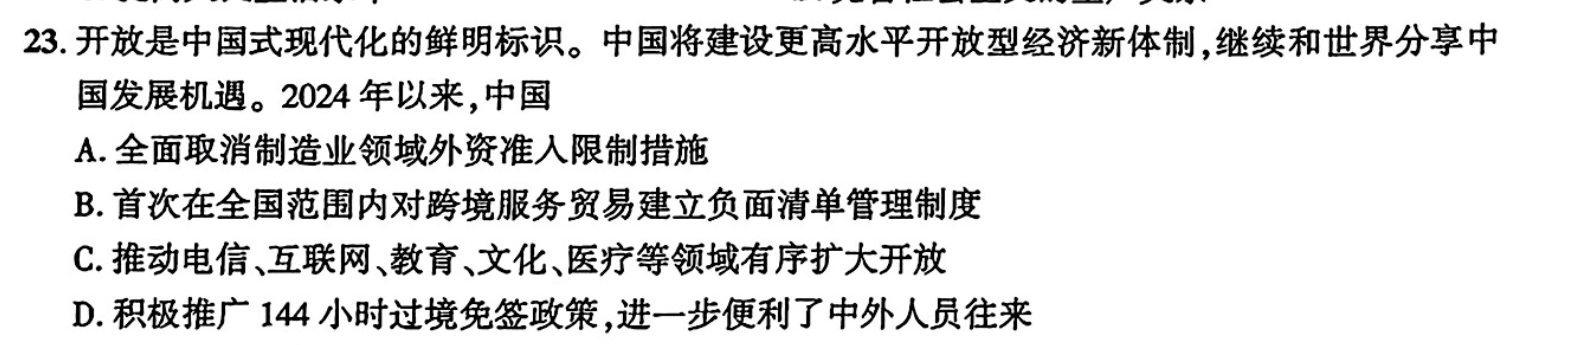 23. 开放是中国式现代化的鲜明标识。中国将建设更高水平开放型经济新体制,继续和世界分享中
国发展机遇。2024 年以来,中国
A. 全面取消制造业领域外资准入限制措施
B. 首次在全国范围内对跨境服务贸易建立负面清单管理制度
C. 推动电信、互联网、教育、文化、医疗等领域有序扩大开放
D. 积极推广 144 小时过境免签政策,进一步便利了中外人员往来